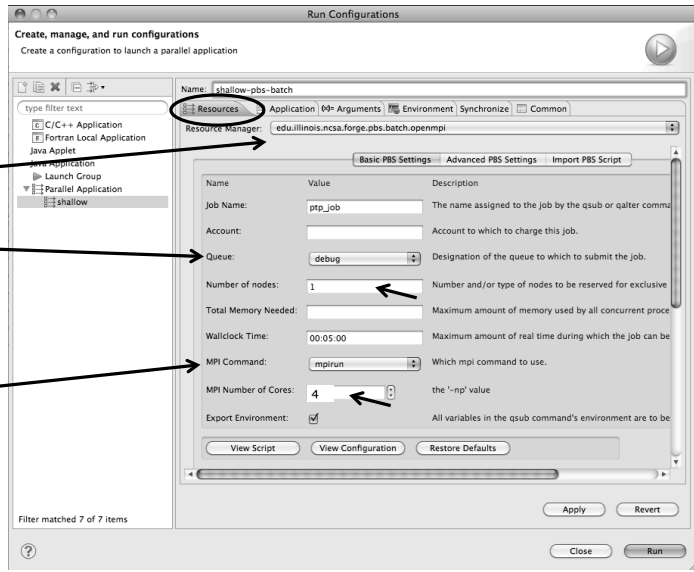 Run Configurations
Create, manage, and run configurations
Create a configuration to launch a parallel application
type filter text
C/C++ Application
Fortran Local Application
Java Applet
Java Application
Launch Group
Parallel Application
shallow
Filter matched 7 of 7 items
Name: shallow-pbs-batch
Resources Application (x)= Arguments Environment Synchronize Common
Resource Manager: edu.illinois.ncsa.forge.pbs.batch.openmpi
Basic PBS Settings Advanced PBS Settings Import PBS Script
Name Value Description
Job Name: ptp_job The name assigned to the job by the qsub or qalter comma
Account: Account to which to charge this job.
Queue: debug Designation of the queue to which to submit the job.
Number of nodes: 1 Number and/or type of nodes to be reserved for exclusive
Total Memory Needed: Maximum amount of memory used by all concurrent proce
Wallclock Time: 00:05:00 Maximum amount of real time during which the job can be
MPI Command: mpirun Which mpi command to use.
MPI Number of Cores: 4 the '-np' value
Export Environment: All variables in the qsub command's environment are to be
View Script View Configuration Restore Defaults
Apply Revert
? Close Run